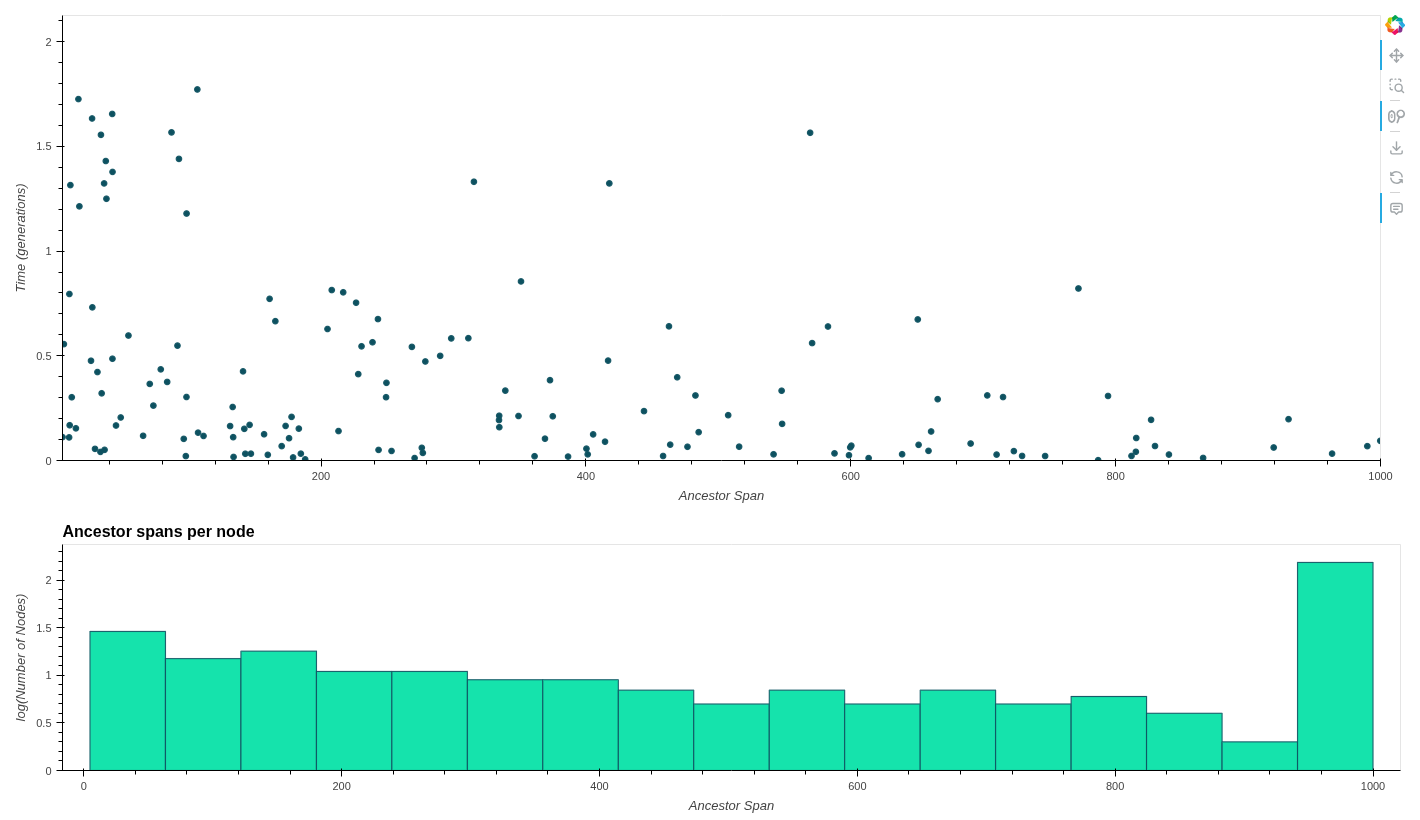 2
1.5
1
0.5
0
Time (generations)
200 400 600 800 1000
Ancestor Span
Ancestor spans per node
2
1.5
1
0.5
0
log(Number of Nodes)
0 200 400 600 800 1000
Ancestor Span